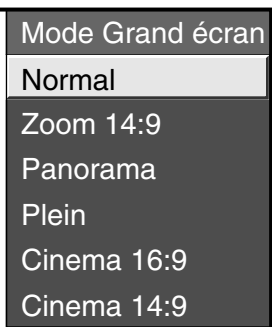 Mode Grand écran
Normal
Zoom 14:9
Panorama
Plein
Cinema 16:9
Cinema 14:9